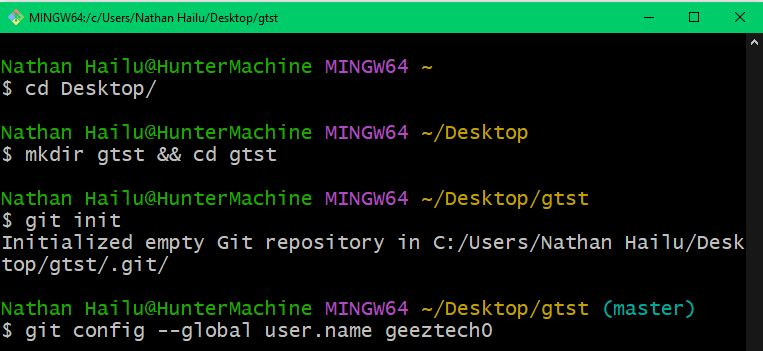 MINGW64:/c/Users/Nathan Hailu/Desktop/gtst
Nathan Hailu@HunterMachine MINGW64 ~
$ cd Desktop/
Nathan Hailu@HunterMachine MINGW64 ~/Desktop
$ mkdir gtst && cd gtst
Nathan Hailu@HunterMachine MINGW64 ~/Desktop/gtst
$ git init
Initialized empty Git repository in C:/Users/Nathan Hailu/Desk
top/gtst/.git/
Nathan Hailu@HunterMachine MINGW64 ~/Desktop/gtst (master)
$ git config --global user.name geeztech0